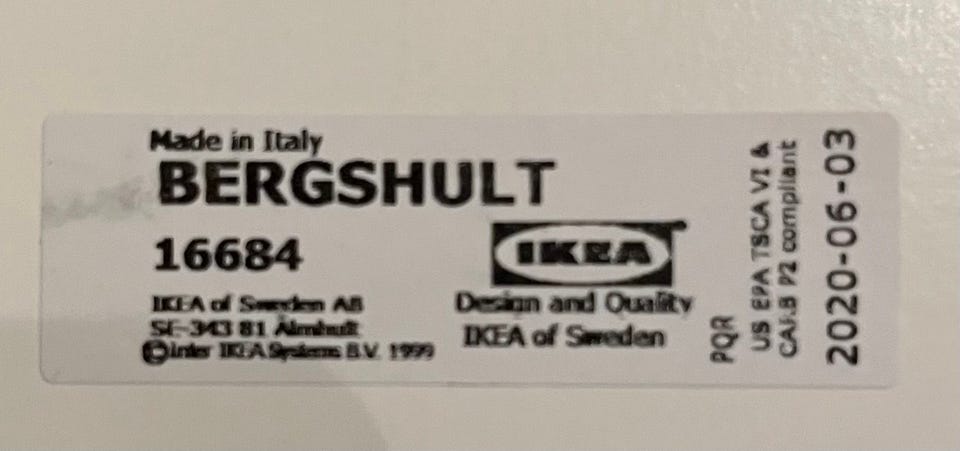 Made in Italy
BERGSHULT
16684
IKEA of Sweden AB
SE-343 81 Älmhult
© Inter IKEA Systems B.V. 1999
IKEA
Design and Quality
IKEA of Sweden
PQR
US EPA TSCA VI &
CARB P2 compliant
2020-06-03